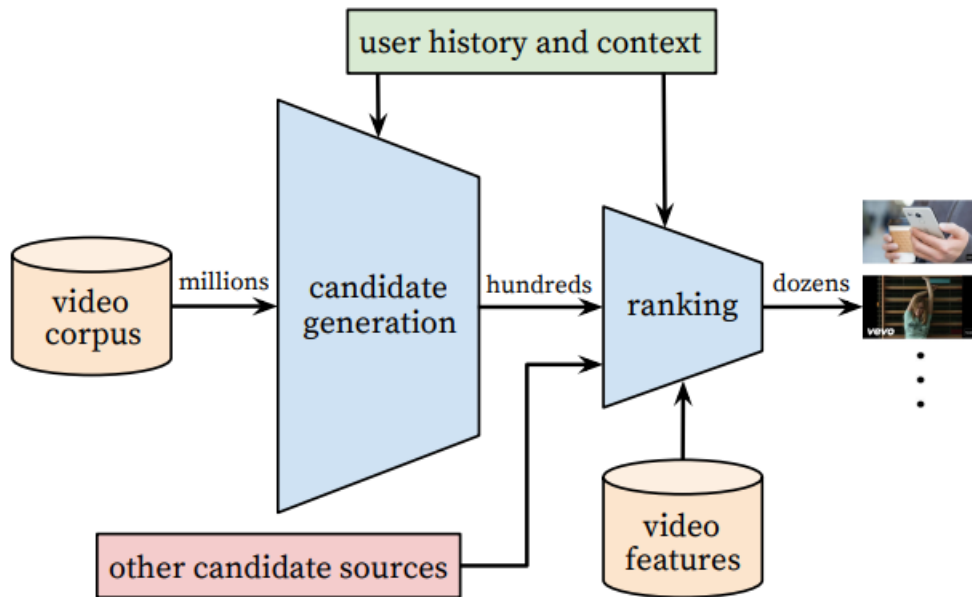 user history and context
millions
video
corpus
candidate
generation
hundreds
ranking
dozens
vevo
other candidate sources
video
features